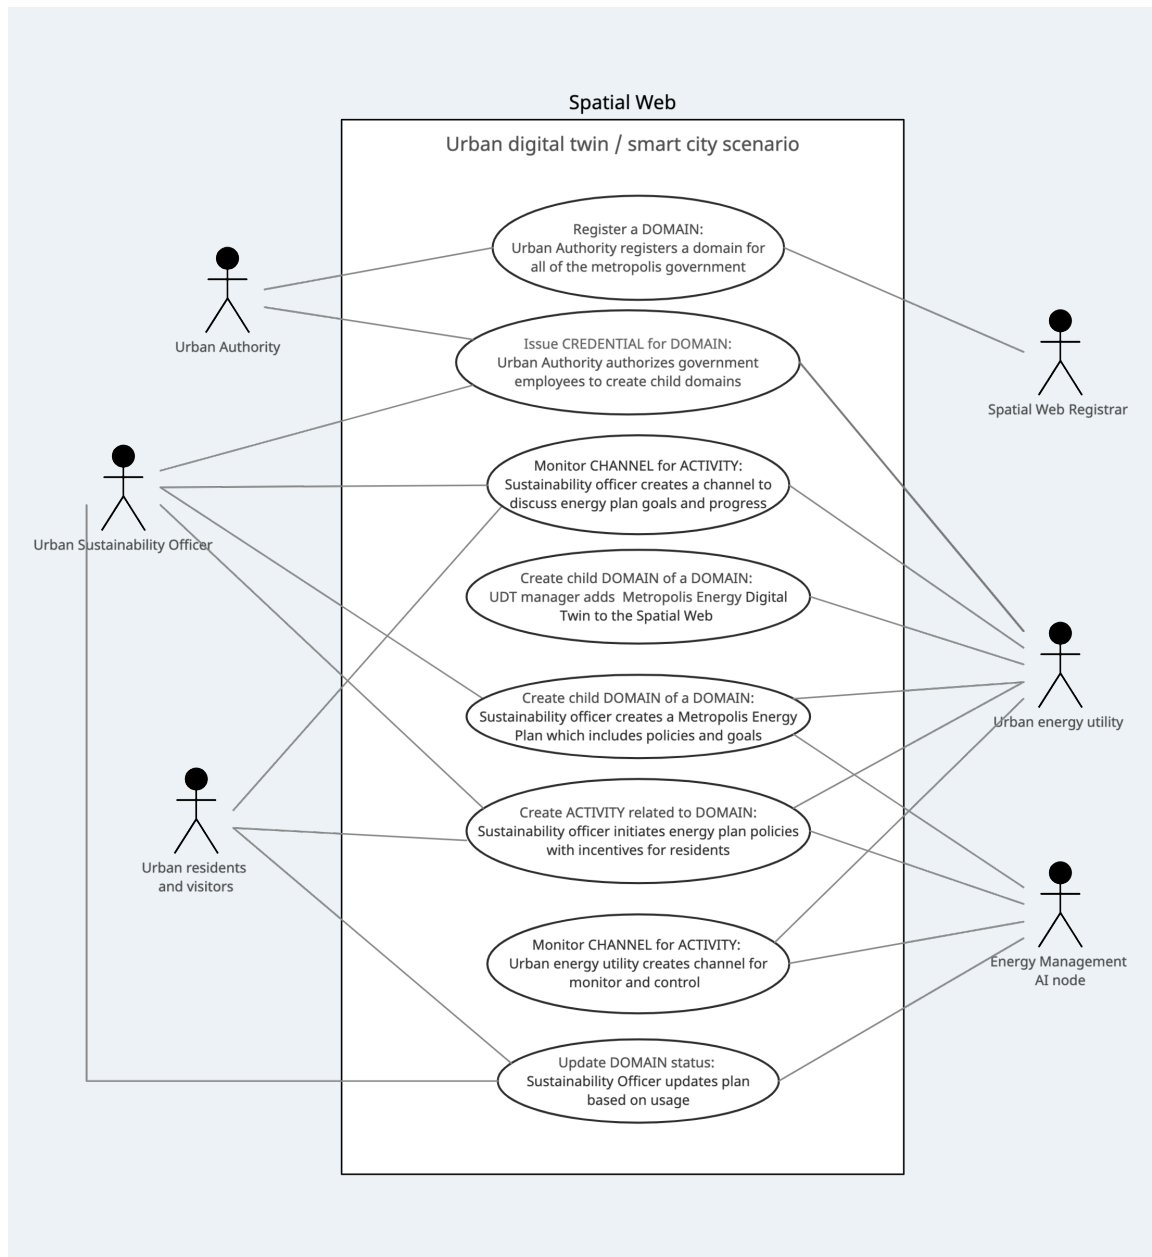 Spatial Web
Urban digital twin / smart city scenario
Register a DOMAIN:
Urban Authority registers a domain for
all of the metropolis government
Urban Authority
Issue CREDENTIAL for DOMAIN:
Urban Authority authorizes government
employees to create child domains
Spatial Web Registrar
Monitor CHANNEL for ACTIVITY:
Sustainability officer creates a channel to
discuss energy plan goals and progress
Urban Sustainability Officer
Create child DOMAIN of a DOMAIN:
UDT manager adds  Metropolis Energy Digital
Twin to the Spatial Web
Create child DOMAIN of a DOMAIN:
Sustainability officer creates a Metropolis Energy
Plan which includes policies and goals
Urban energy utility
Create ACTIVITY related to DOMAIN:
Sustainability officer initiates energy plan policies
with incentives for residents
Urban residents
and visitors
Monitor CHANNEL for ACTIVITY:
Urban energy utility creates channel for
monitor and control
Energy Management
AI node
Update DOMAIN status:
Sustainability Officer updates plan
based on usage